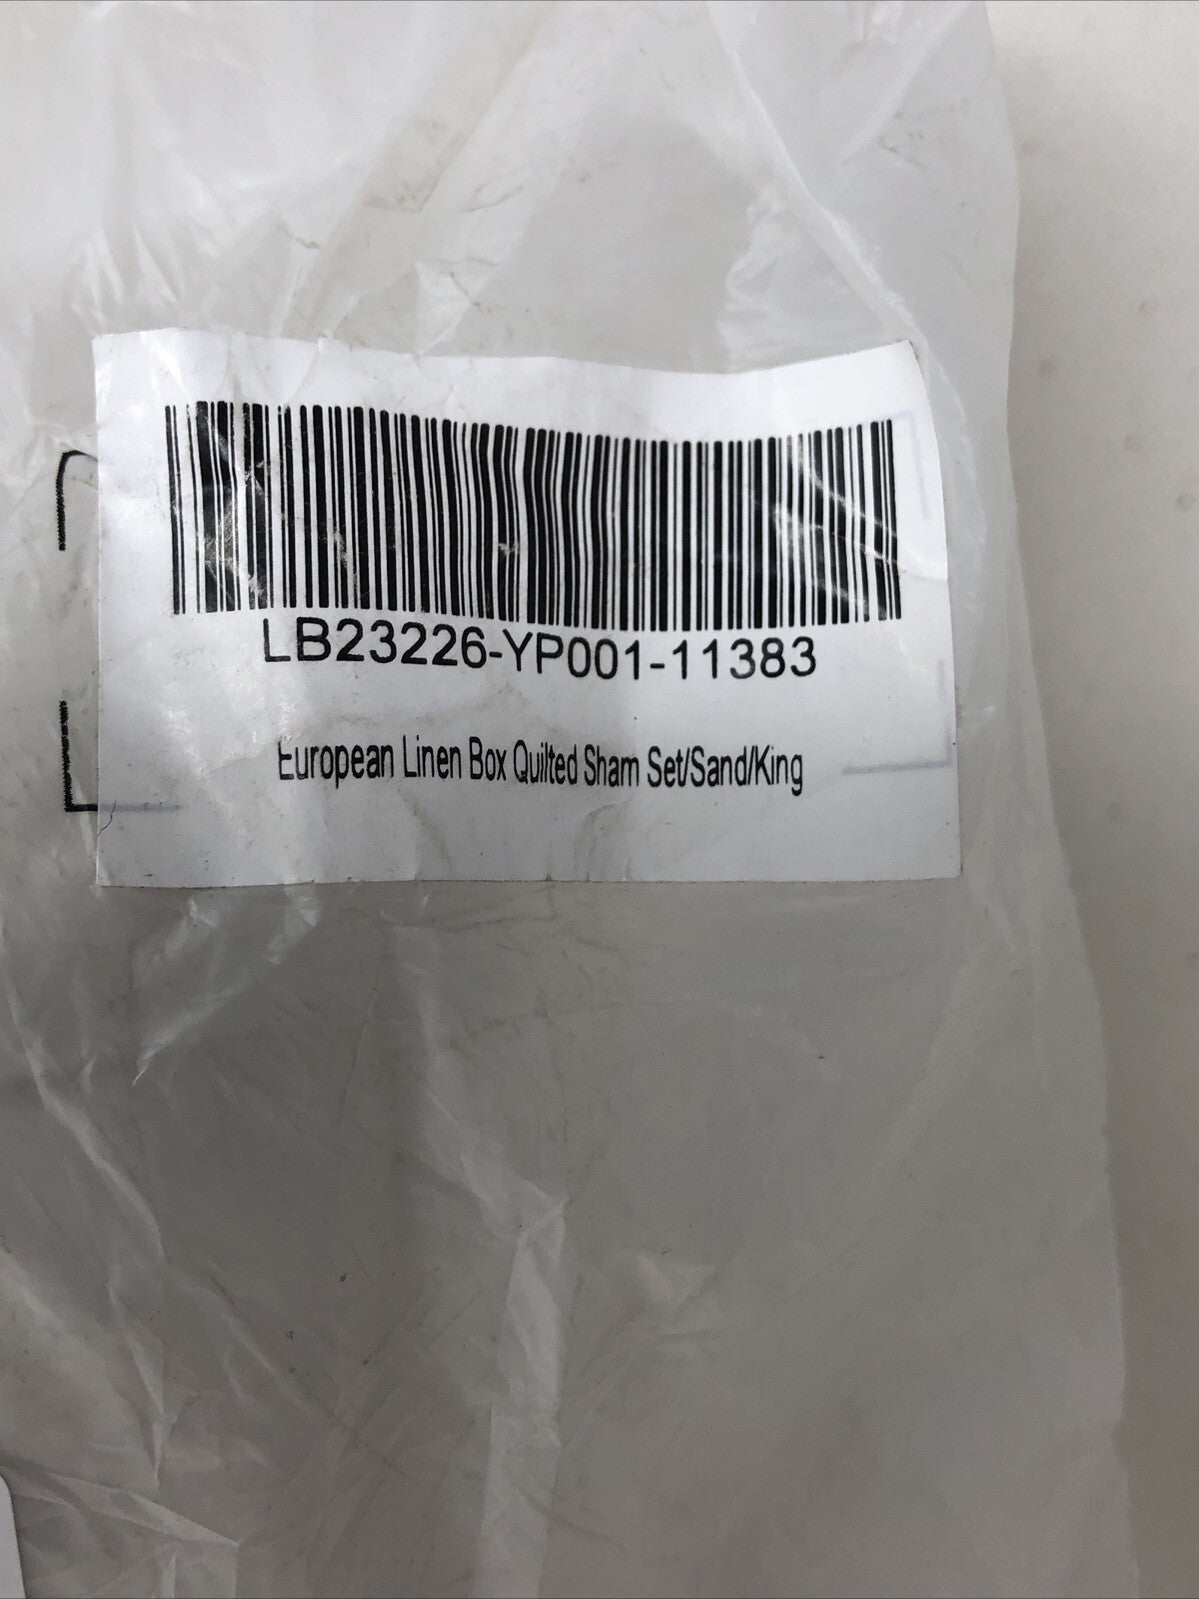 LB23226-YP001-11383
European Linen Box Quilted Sham Set/Sand/King